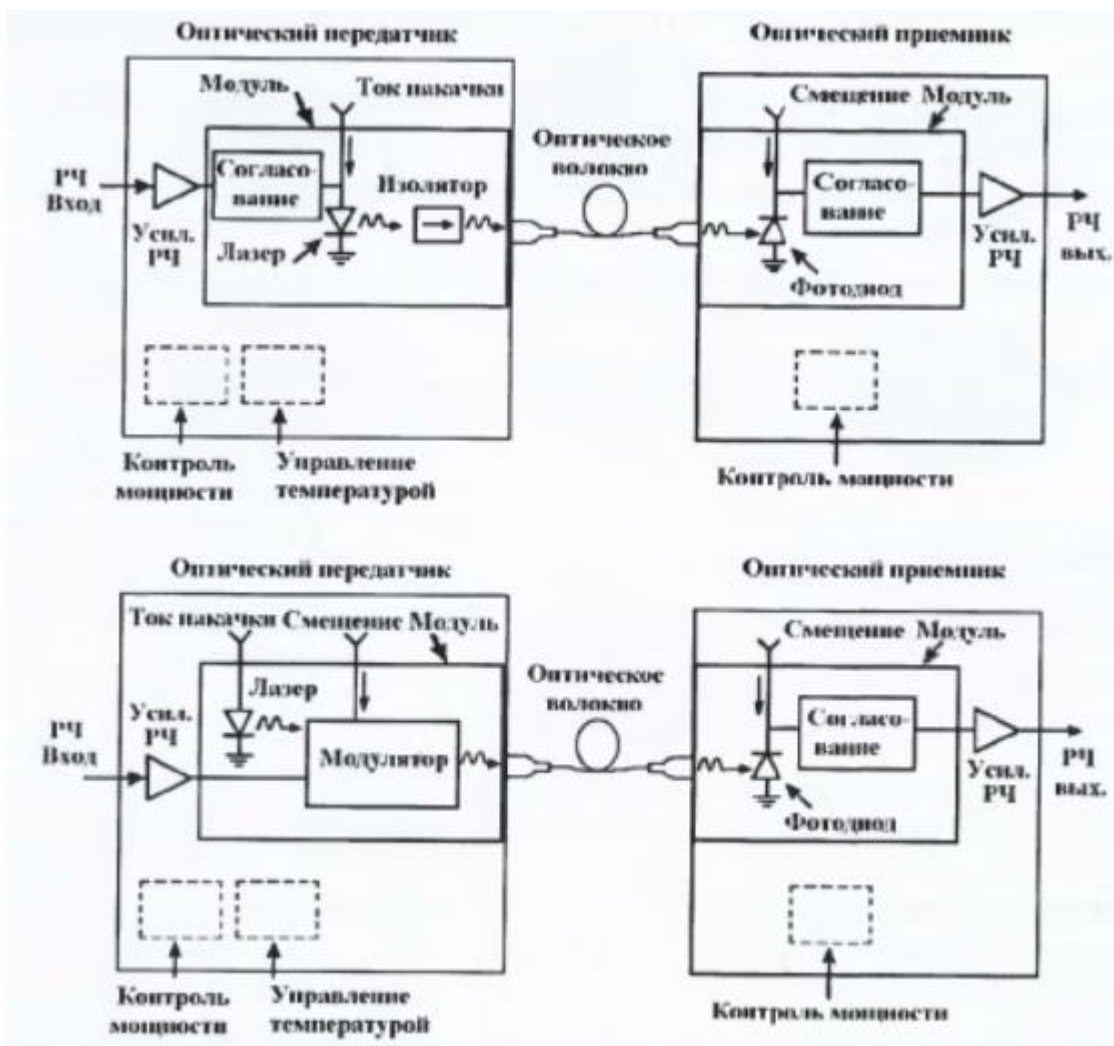 Оптический передатчик
Оптический приемник
Модуль
Ток накачки
Смещение Модуль
Оптическое
волокно
РЧ
Вход
Согласо-
вание
Изолятор
Согласо-
вание
Усил.
РЧ
Лазер
Фотодиод
Усил.
РЧ
РЧ
вых.
Контроль
мощности
Управление
температурой
Контроль мощности
Оптический передатчик
Оптический приемник
Ток накачки Смещение Модуль
Смещение Модуль
Оптическое
волокно
Лазер
Усил.
РЧ
РЧ
Вход
Модулятор
Согласо-
вание
Фотодиод
Усил.
РЧ
РЧ
вых.
Контроль
мощности
Управление
температурой
Контроль мощности